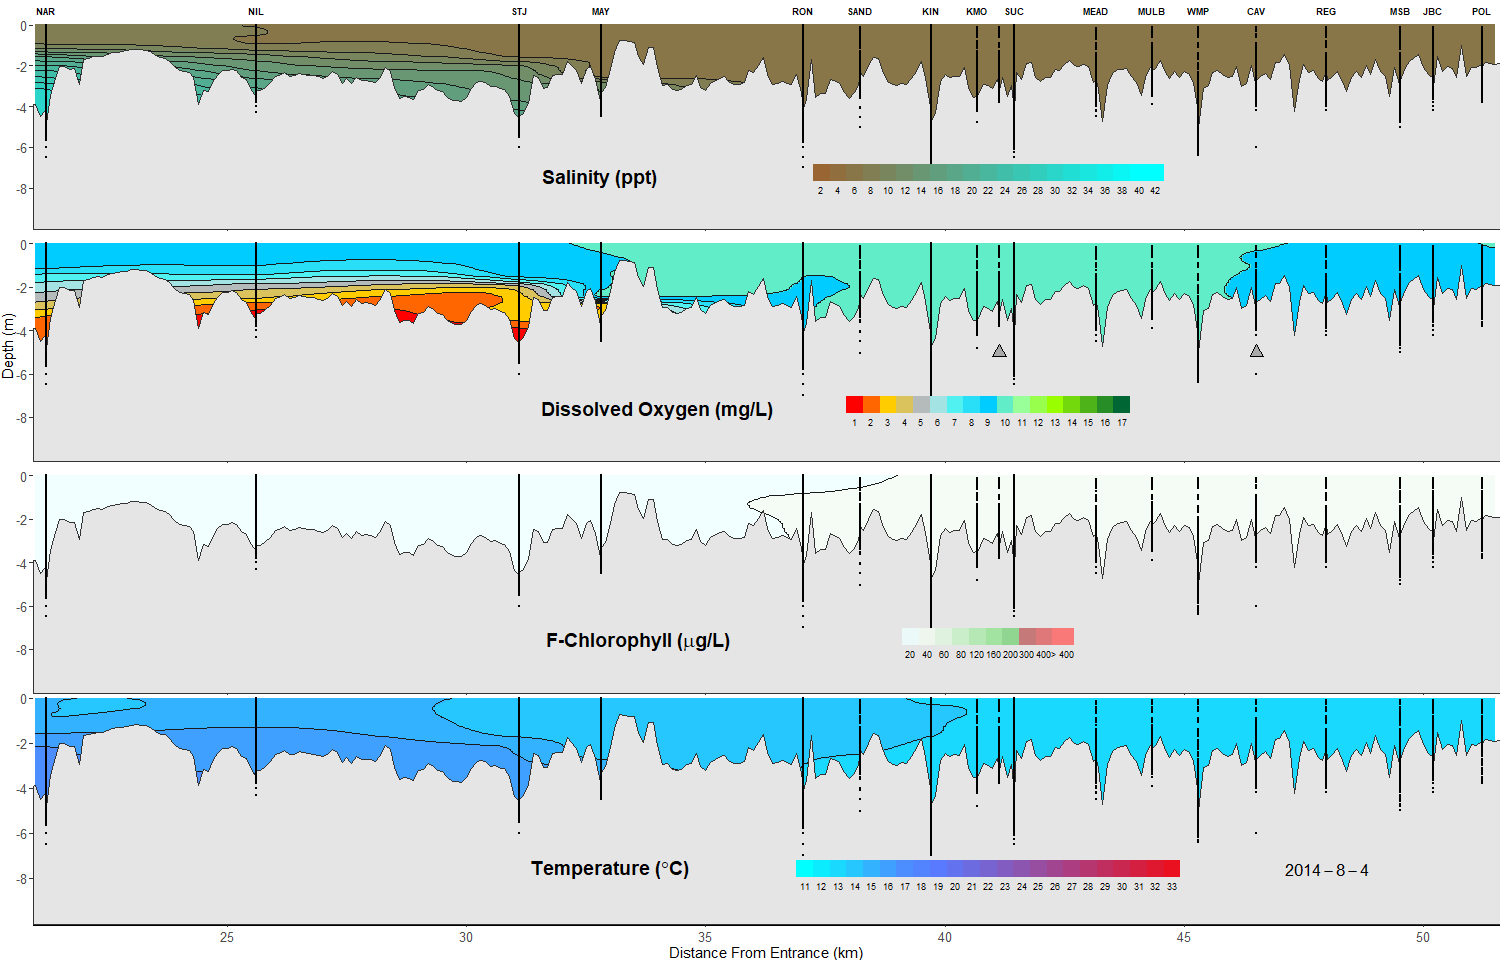 NAR NIL STJ MAY RON SAND KIN KMO SUC MEAD MULB WMP CAV REG MSB JBC POL
0
-2
-4
-6
-8
Salinity (ppt)
2 4 6 8 10 12 14 16 18 20 22 24 26 28 30 32 34 36 38 40 42
0
-2
-4
-6
-8
Depth (m)
Dissolved Oxygen (mg/L)
1 2 3 4 5 6 7 8 9 10 11 12 13 14 15 16 17
0
-2
-4
-6
-8
F-Chlorophyll (μg/L)
20 40 60 80 120 160 200 300 400> 400
0
-2
-4
-6
-8
Temperature (°C)
11 12 13 14 15 16 17 18 19 20 21 22 23 24 25 26 27 28 29 30 31 32 33
2014 – 8 – 4
25 30 35 40 45 50
Distance From Entrance (km)